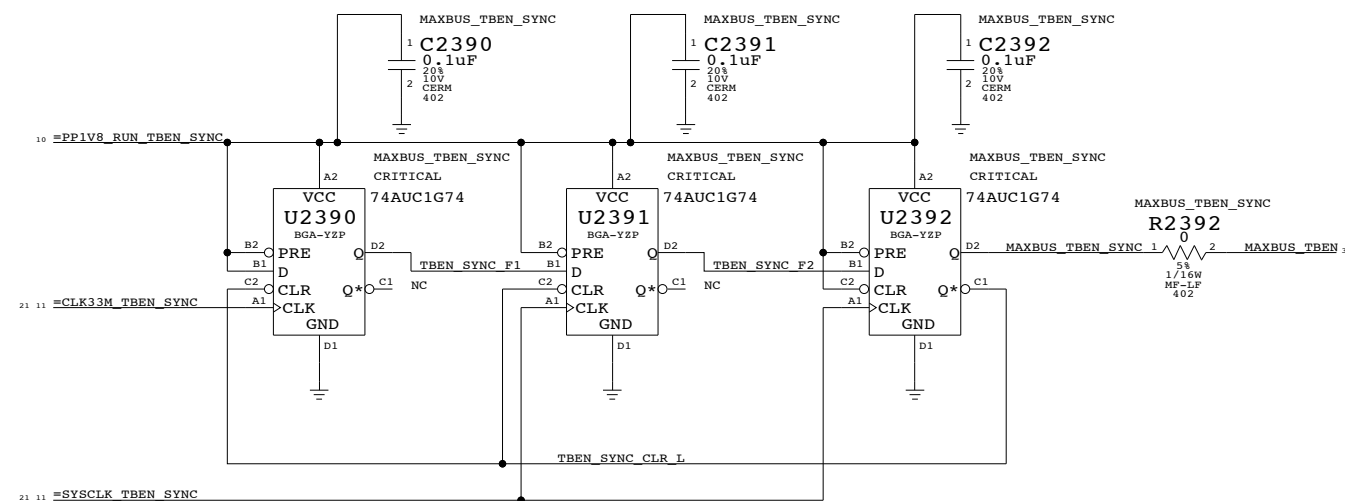 MAXBUS_TBEN_SYNC
1 C2390
0.1uF
20%
2 10V
CERM
402
MAXBUS_TBEN_SYNC
1 C2391
0.1uF
20%
2 10V
CERM
402
MAXBUS_TBEN_SYNC
1 C2392
0.1uF
20%
2 10V
CERM
402
10 =PP1V8_RUN_TBEN_SYNC
MAXBUS_TBEN_SYNC
CRITICAL
74AUC1G74
A2
VCC
U2390
BGA-YZP
B2 PRE
Q D2
B1 D
C2 CLR
Q* C1
NC
A1 CLK
GND
D1
TBEN_SYNC_F1
MAXBUS_TBEN_SYNC
CRITICAL
74AUC1G74
A2
VCC
U2391
BGA-YZP
B2 PRE
Q D2
B1 D
C2 CLR
Q* C1
NC
A1 CLK
GND
D1
TBEN_SYNC_F2
MAXBUS_TBEN_SYNC
CRITICAL
74AUC1G74
A2
VCC
U2392
BGA-YZP
B2 PRE
Q D2
B1 D
C2 CLR
Q* C1
A1 CLK
GND
D1
MAXBUS_TBEN_SYNC
R2392
0
MAXBUS_TBEN_SYNC 1
2 MAXBUS_TBEN
5%
1/16W
MF-LF
402
21 11 =CLK33M_TBEN_SYNC
TBEN_SYNC_CLR_L
21 11 =SYSCLK_TBEN_SYNC